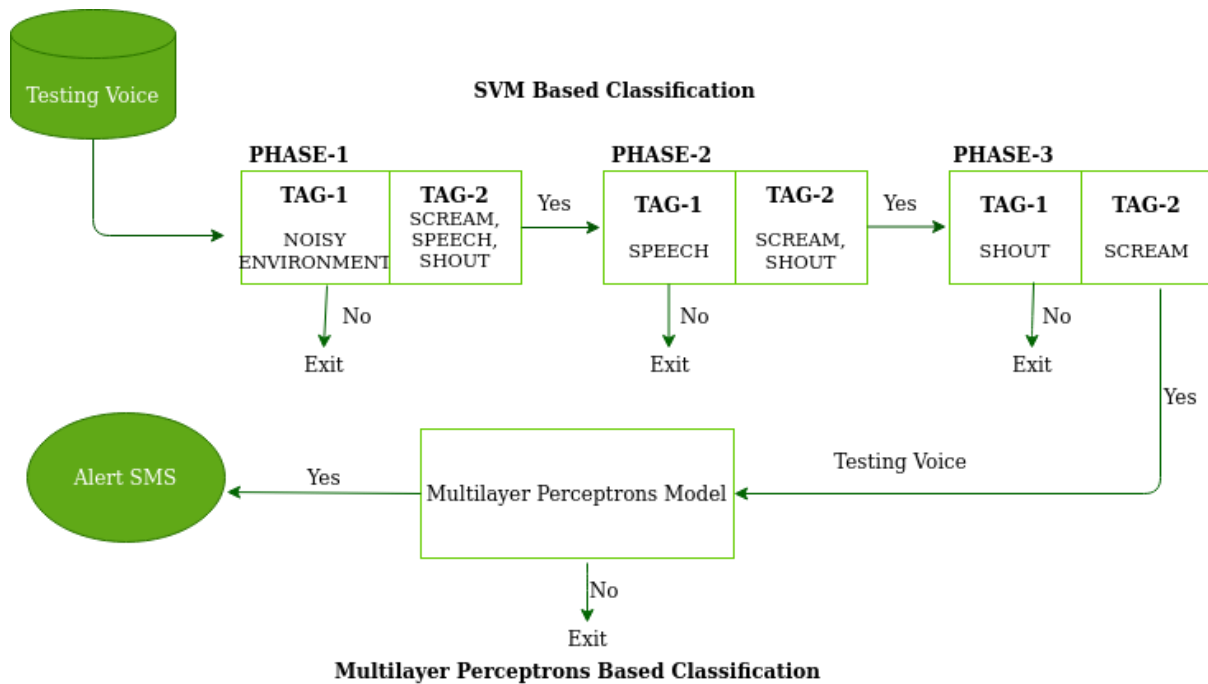 Testing Voice
SVM Based Classification
PHASE-1
TAG-1
NOISY
ENVIRONMENT
TAG-2
SCREAM,
SPEECH,
SHOUT
Yes
No
Exit
PHASE-2
TAG-1
SPEECH
TAG-2
SCREAM,
SHOUT
Yes
No
Exit
PHASE-3
TAG-1
SHOUT
TAG-2
SCREAM
No
Exit
Yes
Testing Voice
Multilayer Perceptrons Model
Yes
Alert SMS
No
Exit
Multilayer Perceptrons Based Classification